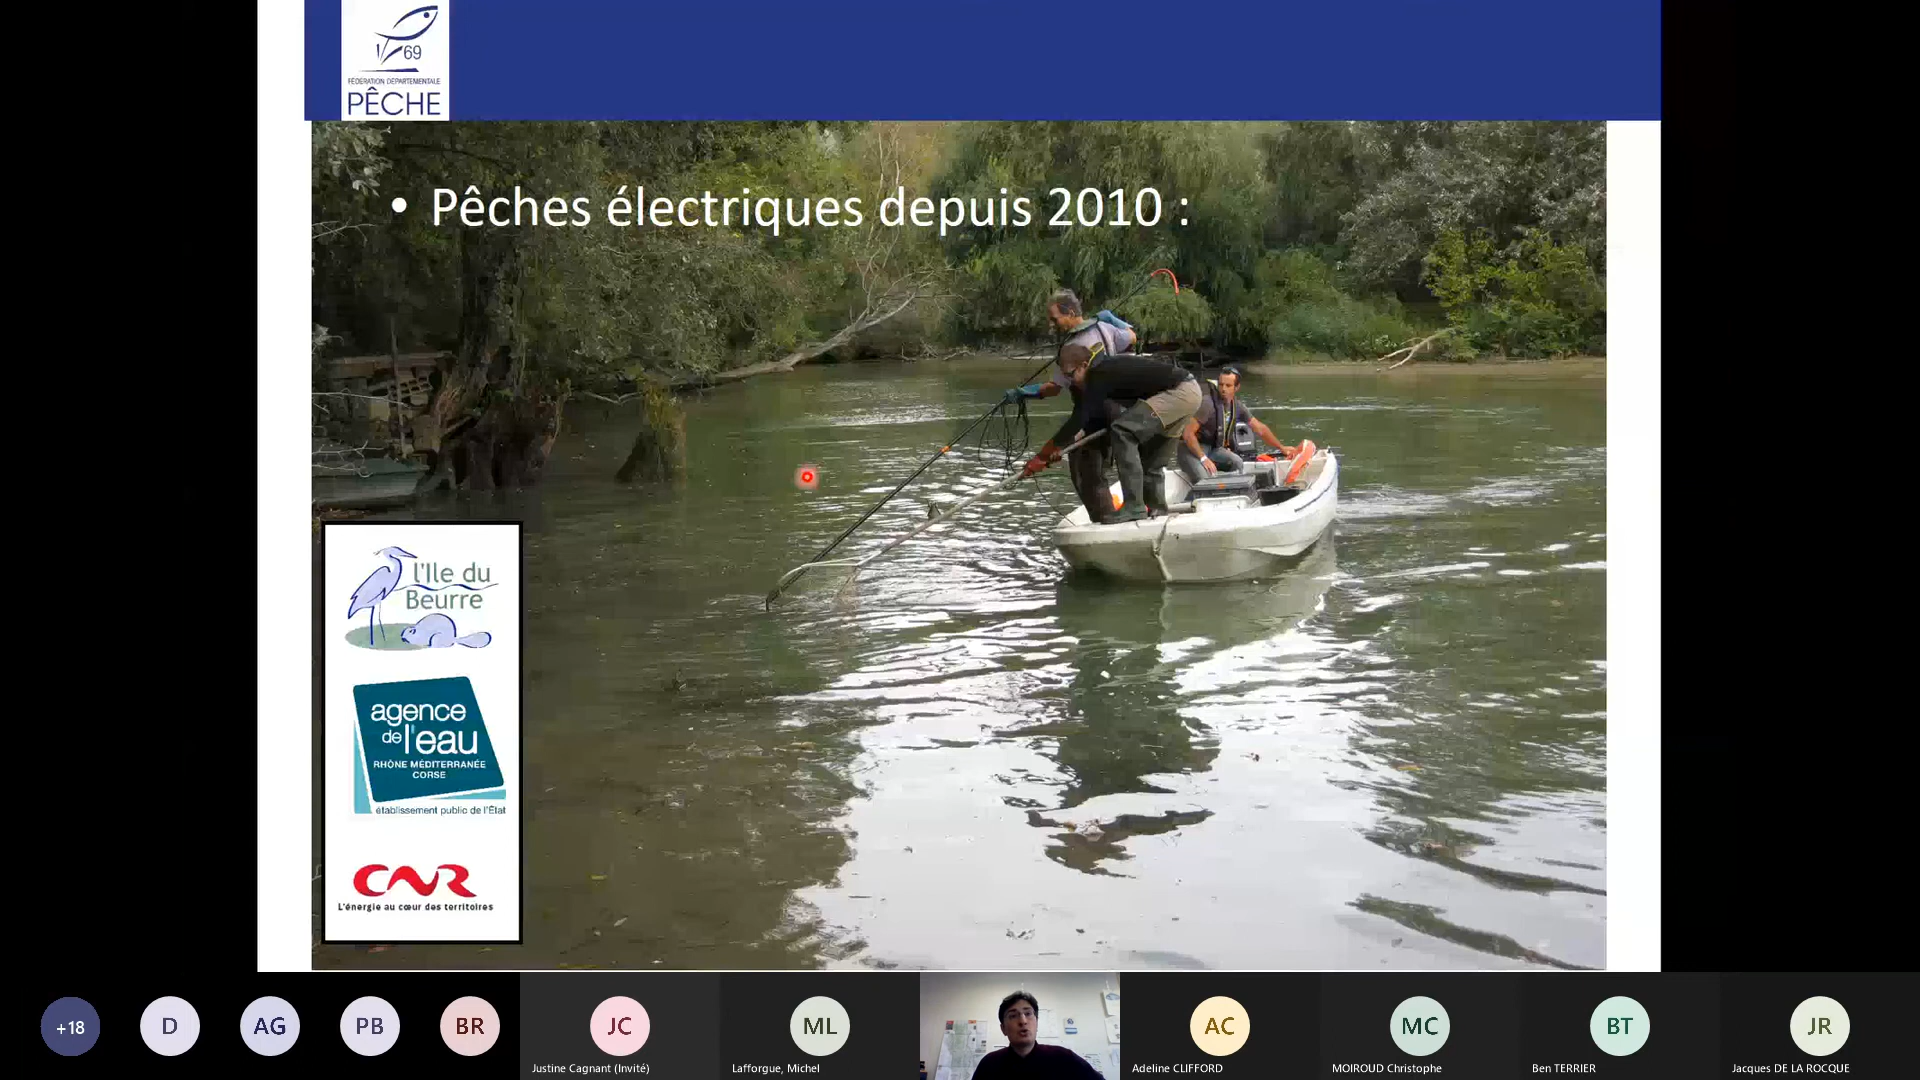 69
FÉDÉRATION DÉPARTEMENTALE
PÊCHE
• Pêches électriques depuis 2010 :
l'Ile du
Beurre
agence
de l'eau
RHÔNE MÉDITERRANÉE
CORSE
établissement public de l'État
CNR
L'énergie au cœur des territoires
+18
D
AG
PB
BR
JC
ML
AC
MC
BT
JR
Justine Cagnant (Invité)
Lafforgue, Michel
Adeline CLIFFORD
MOIROUD Christophe
Ben TERRIER
Jacques DE LA ROCQUE